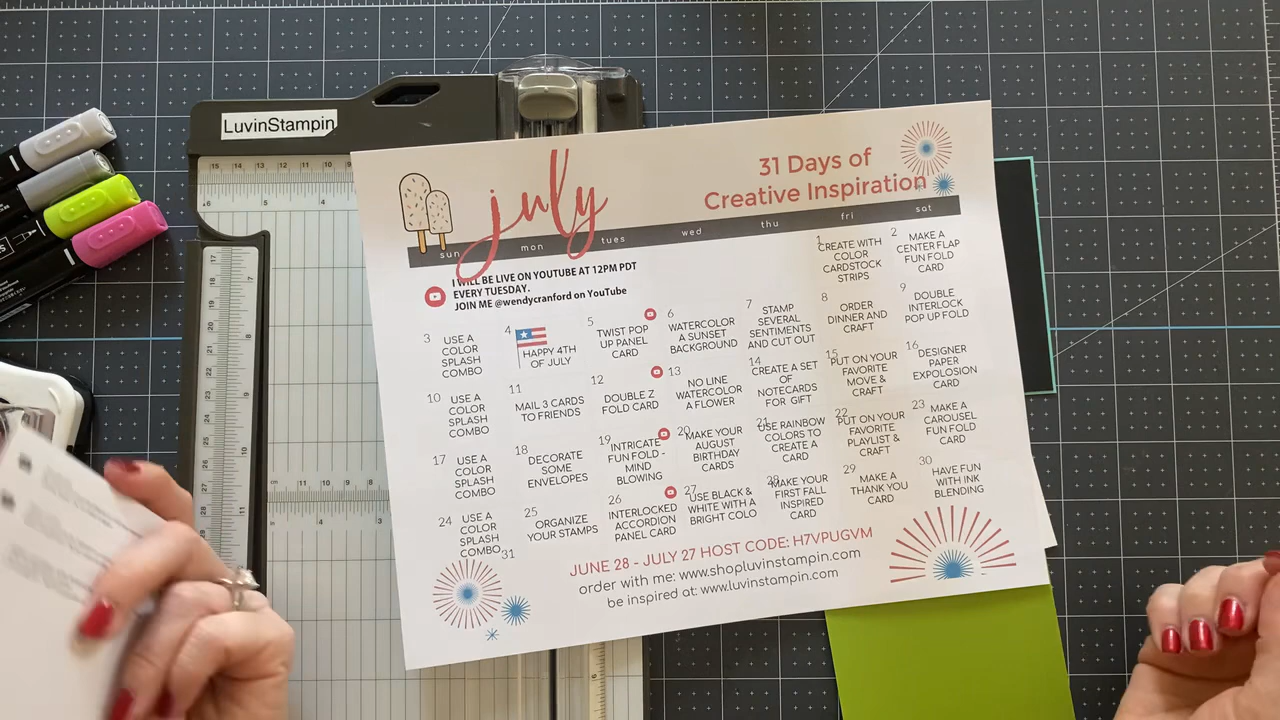 LuvinStampin
july
31 Days of
Creative Inspiration
sun mon tues wed thu fri sat
I WILL BE LIVE ON YOUTUBE AT 12PM PDT
EVERY TUESDAY.
JOIN ME @wendycranford on YouTube
1
CREATE WITH
COLOR
CARDSTOCK
STRIPS
2
MAKE A
CENTER FLAP
FUN FOLD
CARD
3
USE A
COLOR
SPLASH
COMBO
4
HAPPY 4TH
OF JULY
5
TWIST POP
UP PANEL
CARD
6
WATERCOLOR
A SUNSET
BACKGROUND
7
STAMP
SEVERAL
SENTIMENTS
AND CUT OUT
8
ORDER
DINNER AND
CRAFT
9
DOUBLE
INTERLOCK
POP UP FOLD
10
USE A
COLOR
SPLASH
COMBO
11
MAIL 3 CARDS
TO FRIENDS
12
DOUBLE Z
FOLD CARD
13
NO LINE
WATERCOLOR
A FLOWER
14
CREATE A SET
OF
NOTECARDS
FOR GIFT
15
PUT ON YOUR
FAVORITE
MOVE &
CRAFT
16
DESIGNER
PAPER
EXPOLOSION
CARD
17
USE A
COLOR
SPLASH
COMBO
18
DECORATE
SOME
ENVELOPES
19
INTRICATE
FUN FOLD -
MIND
BLOWING
20
MAKE YOUR
AUGUST
BIRTHDAY
CARDS
21
USE RAINBOW
COLORS TO
CREATE A
CARD
22
PUT ON YOUR
FAVORITE
PLAYLIST &
CRAFT
23
MAKE A
CAROUSEL
FUN FOLD
CARD
24
USE A
COLOR
SPLASH
COMBO
25
ORGANIZE
YOUR STAMPS
26
INTERLOCKED
ACCORDION
PANEL CARD
27
USE BLACK &
WHITE WITH A
BRIGHT COLO
28
MAKE YOUR
FIRST FALL
INSPIRED
CARD
29
MAKE A
THANK YOU
CARD
30
HAVE FUN
WITH INK
BLENDING
31
JUNE 28 - JULY 27 HOST CODE: H7VPUGVM
order with me: www.shopluvinstampin.com
be inspired at: www.luvinstampin.com